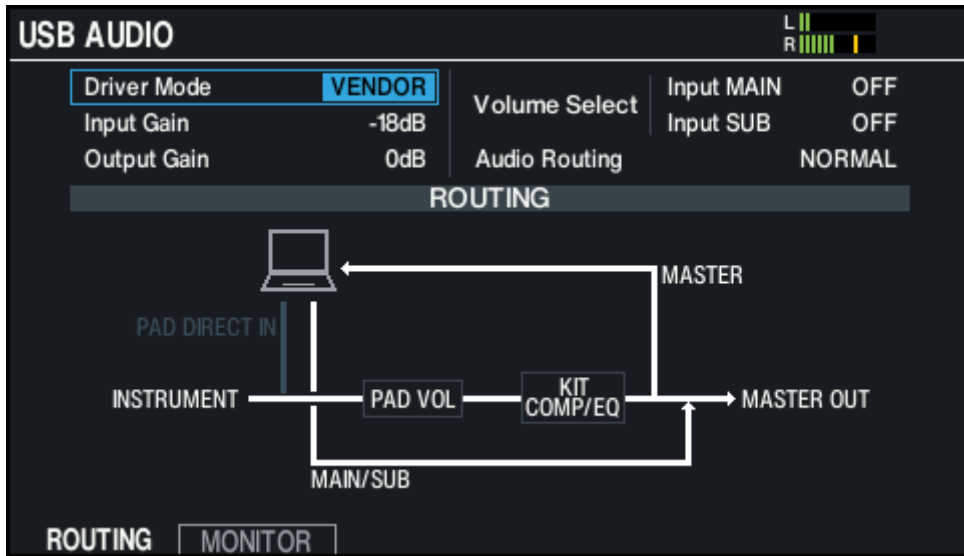 USB AUDIO
L
R
Driver Mode VENDOR
Input Gain -18dB
Output Gain 0dB
Volume Select
Input MAIN OFF
Input SUB OFF
Audio Routing NORMAL
ROUTING
MASTER
PAD DIRECT IN
INSTRUMENT
PAD VOL
KIT
COMP/EQ
MASTER OUT
MAIN/SUB
ROUTING MONITOR